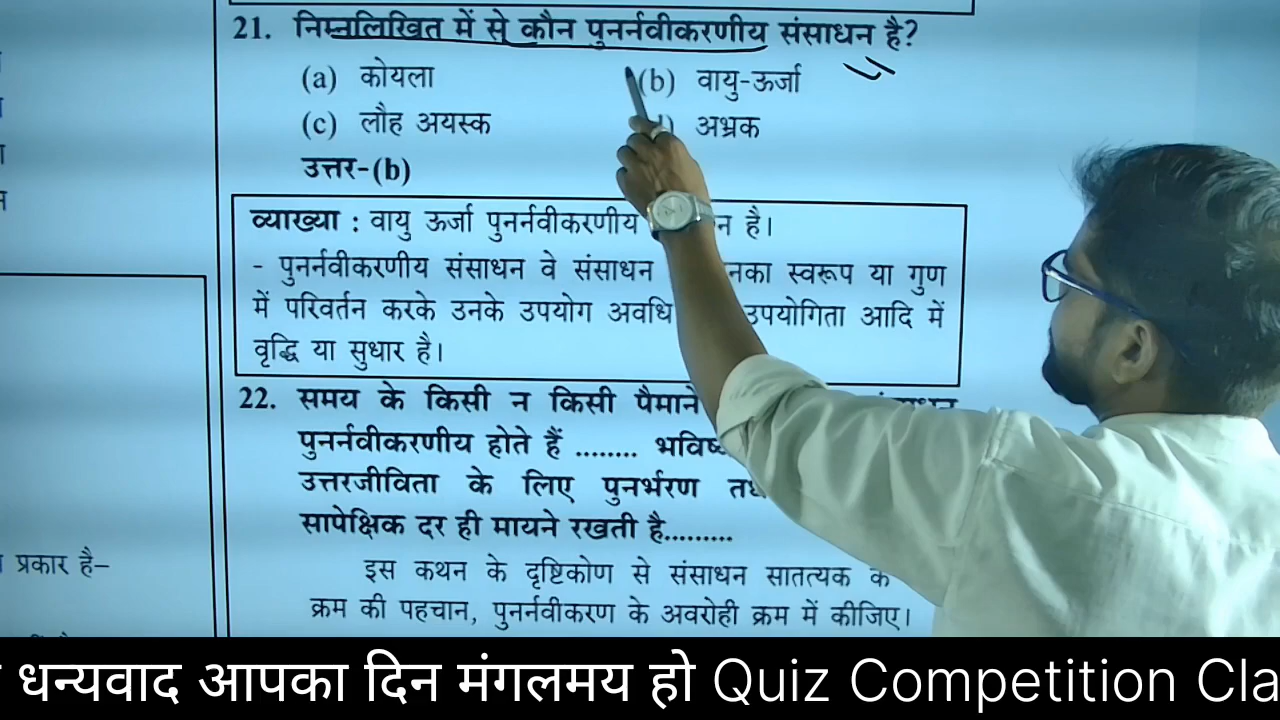 21. निम्नलिखित में से कौन पुनर्नवीकरणीय संसाधन है?
(a) कोयला (b) वायु-ऊर्जा
(c) लौह अयस्क अभ्रक
उत्तर-(b)
व्याख्या : वायु ऊर्जा पुनर्नवीकरणीय है।
- पुनर्नवीकरणीय संसाधन वे संसाधन स्वरूप या गुण
में परिवर्तन करके उनके उपयोग अवधि उपयोगिता आदि में
वृद्धि या सुधार है।
22. समय के किसी न किसी पैमाने
पुनर्नवीकरणीय होते हैं ........
उत्तरजीविता के लिए पुनर्भरण
सापेक्षिक दर ही मायने रखती है.........
इस कथन के दृष्टिकोण से संसाधन सातत्यक
क्रम की पहचान, पुनर्नवीकरण के अवरोही क्रम में कीजिए।
प्रकार है–
धन्यवाद आपका दिन मंगलमय हो Quiz Competition